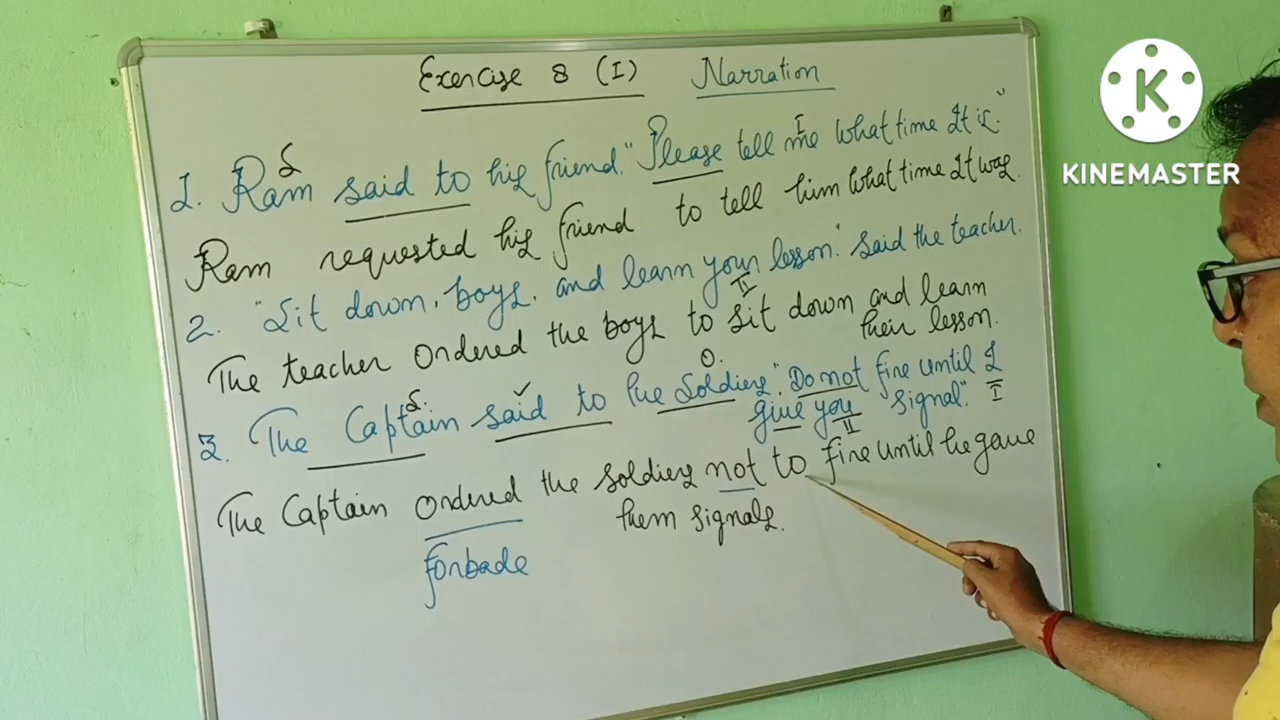 Exercise 8 (I) Narration
S I
1. Ram said to his friend. "Please tell me what time It is."
Ram requested his friend to tell him what time It was.
2. "Sit down, boys, and learn your lesson." said the teacher.
II
The teacher ordered the boys to sit down and learn
their lesson.
S. O.
3. The Captain said to the soldiers, "Do not fire until I
give you signal." I
II
The Captain ordered the soldiers not to fire until he gave
them signals.
forbade
K
KINEMASTER